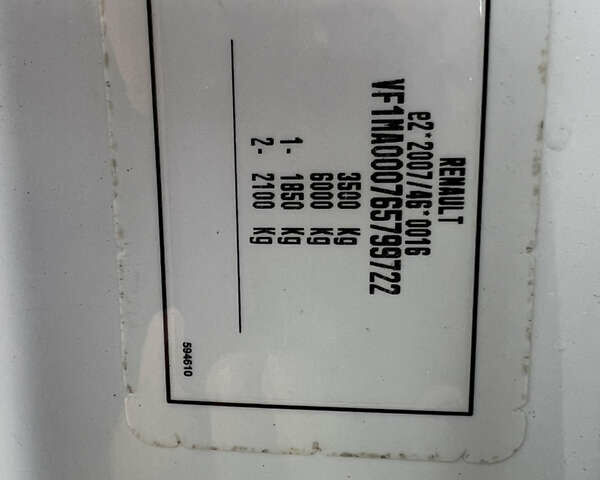 RENAULT
e2*2007/46*0016
VF1MA000765799722
3500 Kg
6000 Kg
1- 1850 Kg
2- 2100 Kg
594610